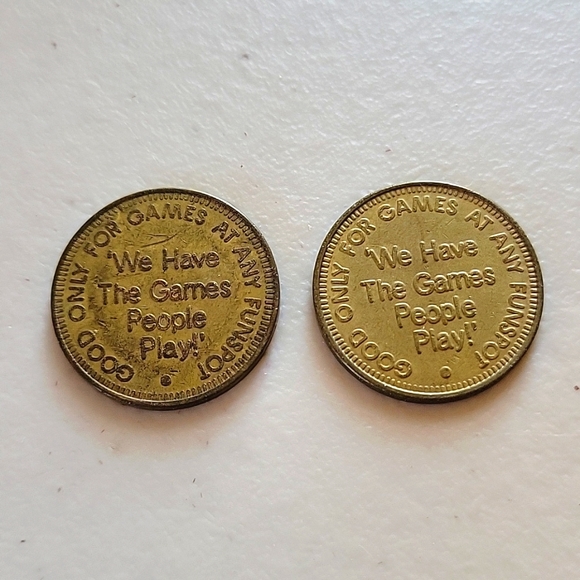 GOOD ONLY FOR GAMES AT ANY FUNSPOT
'We Have
The Games
People
Play!'
GOOD ONLY FOR GAMES AT ANY FUNSPOT
'We Have
The Games
People
Play!'